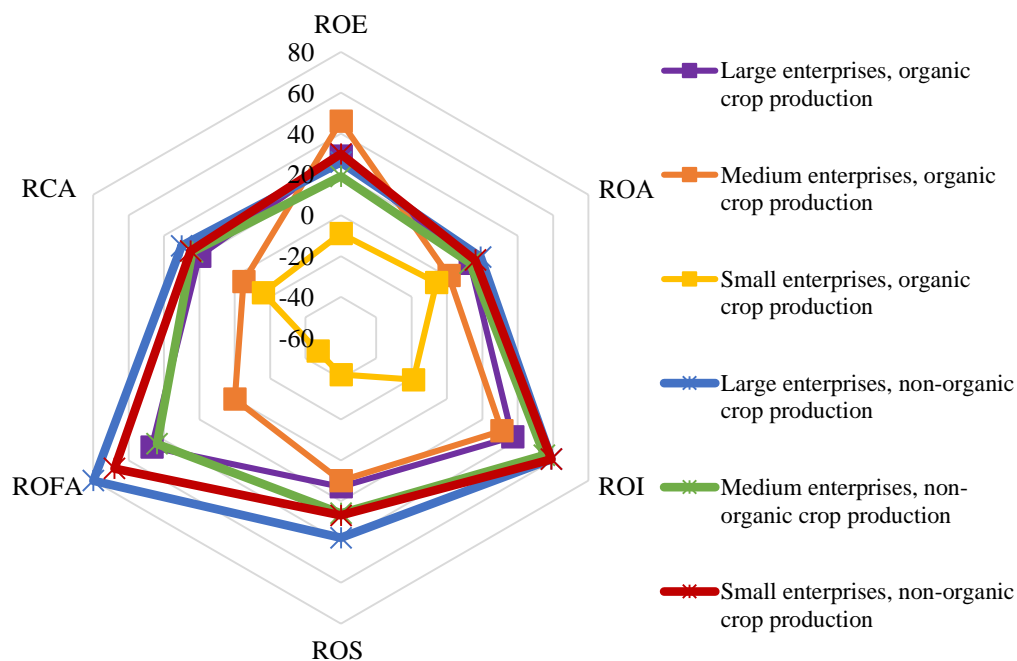 ROE
80
60
40
20
0
-20
-40
-60
ROA
ROI
ROS
ROFA
RCA
Large enterprises, organic
crop production
Medium enterprises, organic
crop production
Small enterprises, organic
crop production
Large enterprises, non-organic
crop production
Medium enterprises, non-
organic crop production
Small enterprises, non-organic
crop production